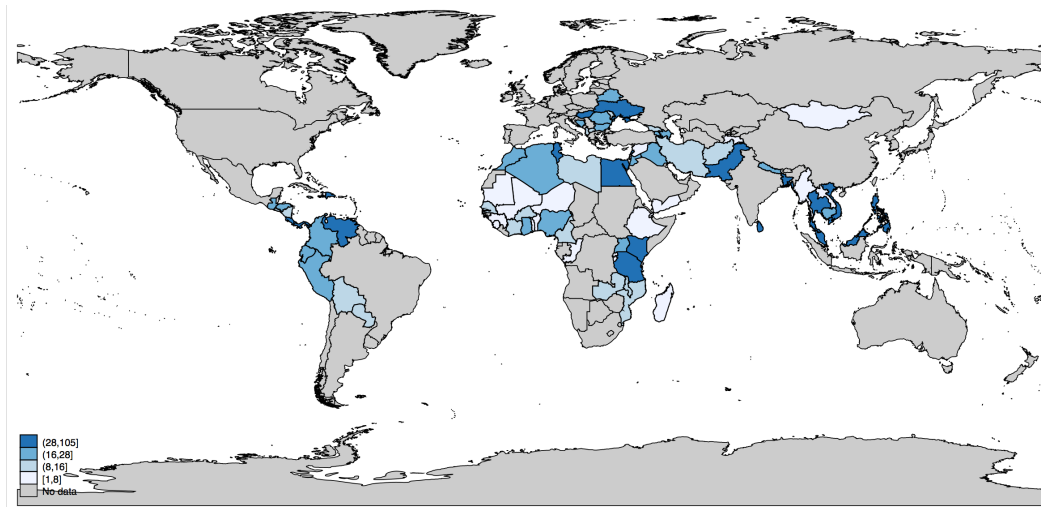 (28,105]
(16,28]
(8,16]
[1,8]
No data